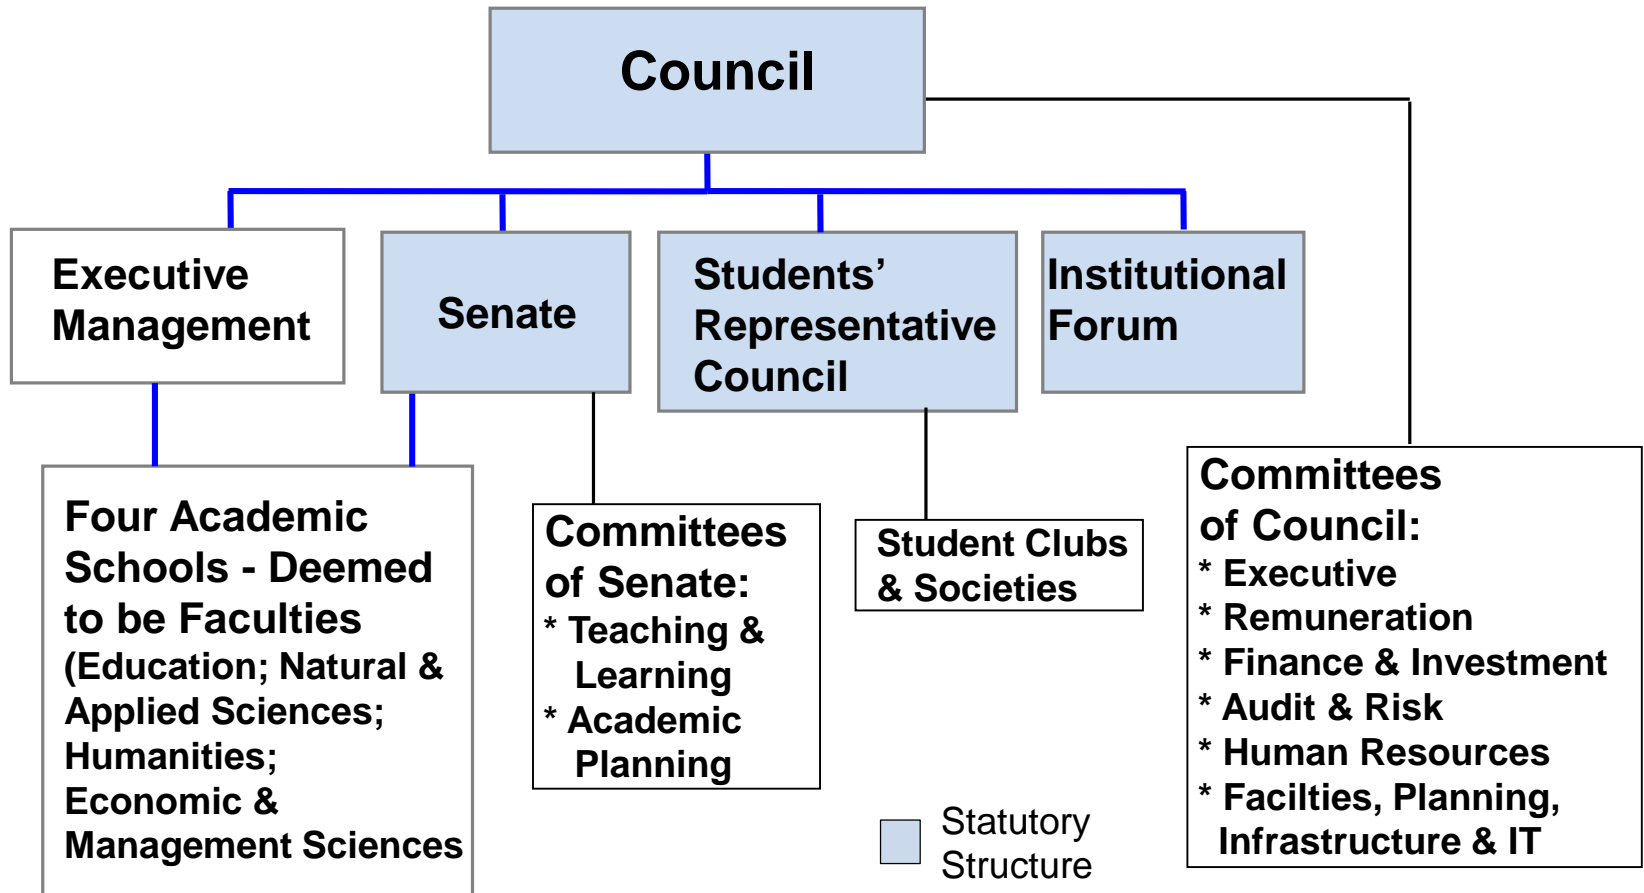 Council
Executive
Management
Senate
Students’
Representative
Council
Institutional
Forum
Four Academic
Schools - Deemed
to be Faculties
(Education; Natural &
Applied Sciences;
Humanities;
Economic &
Management Sciences
Committees
of Senate:
* Teaching &
Learning
* Academic
Planning
Student Clubs
& Societies
Committees
of Council:
* Executive
* Remuneration
* Finance & Investment
* Audit & Risk
* Human Resources
* Facilties, Planning,
Infrastructure & IT
Statutory
Structure